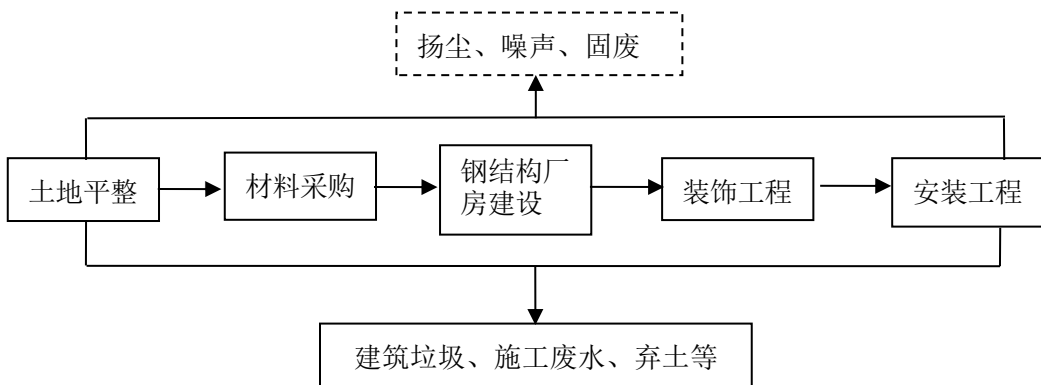 扬尘、噪声、固废
土地平整
材料采购
钢结构厂
房建设
装饰工程
安装工程
建筑垃圾、施工废水、弃土等